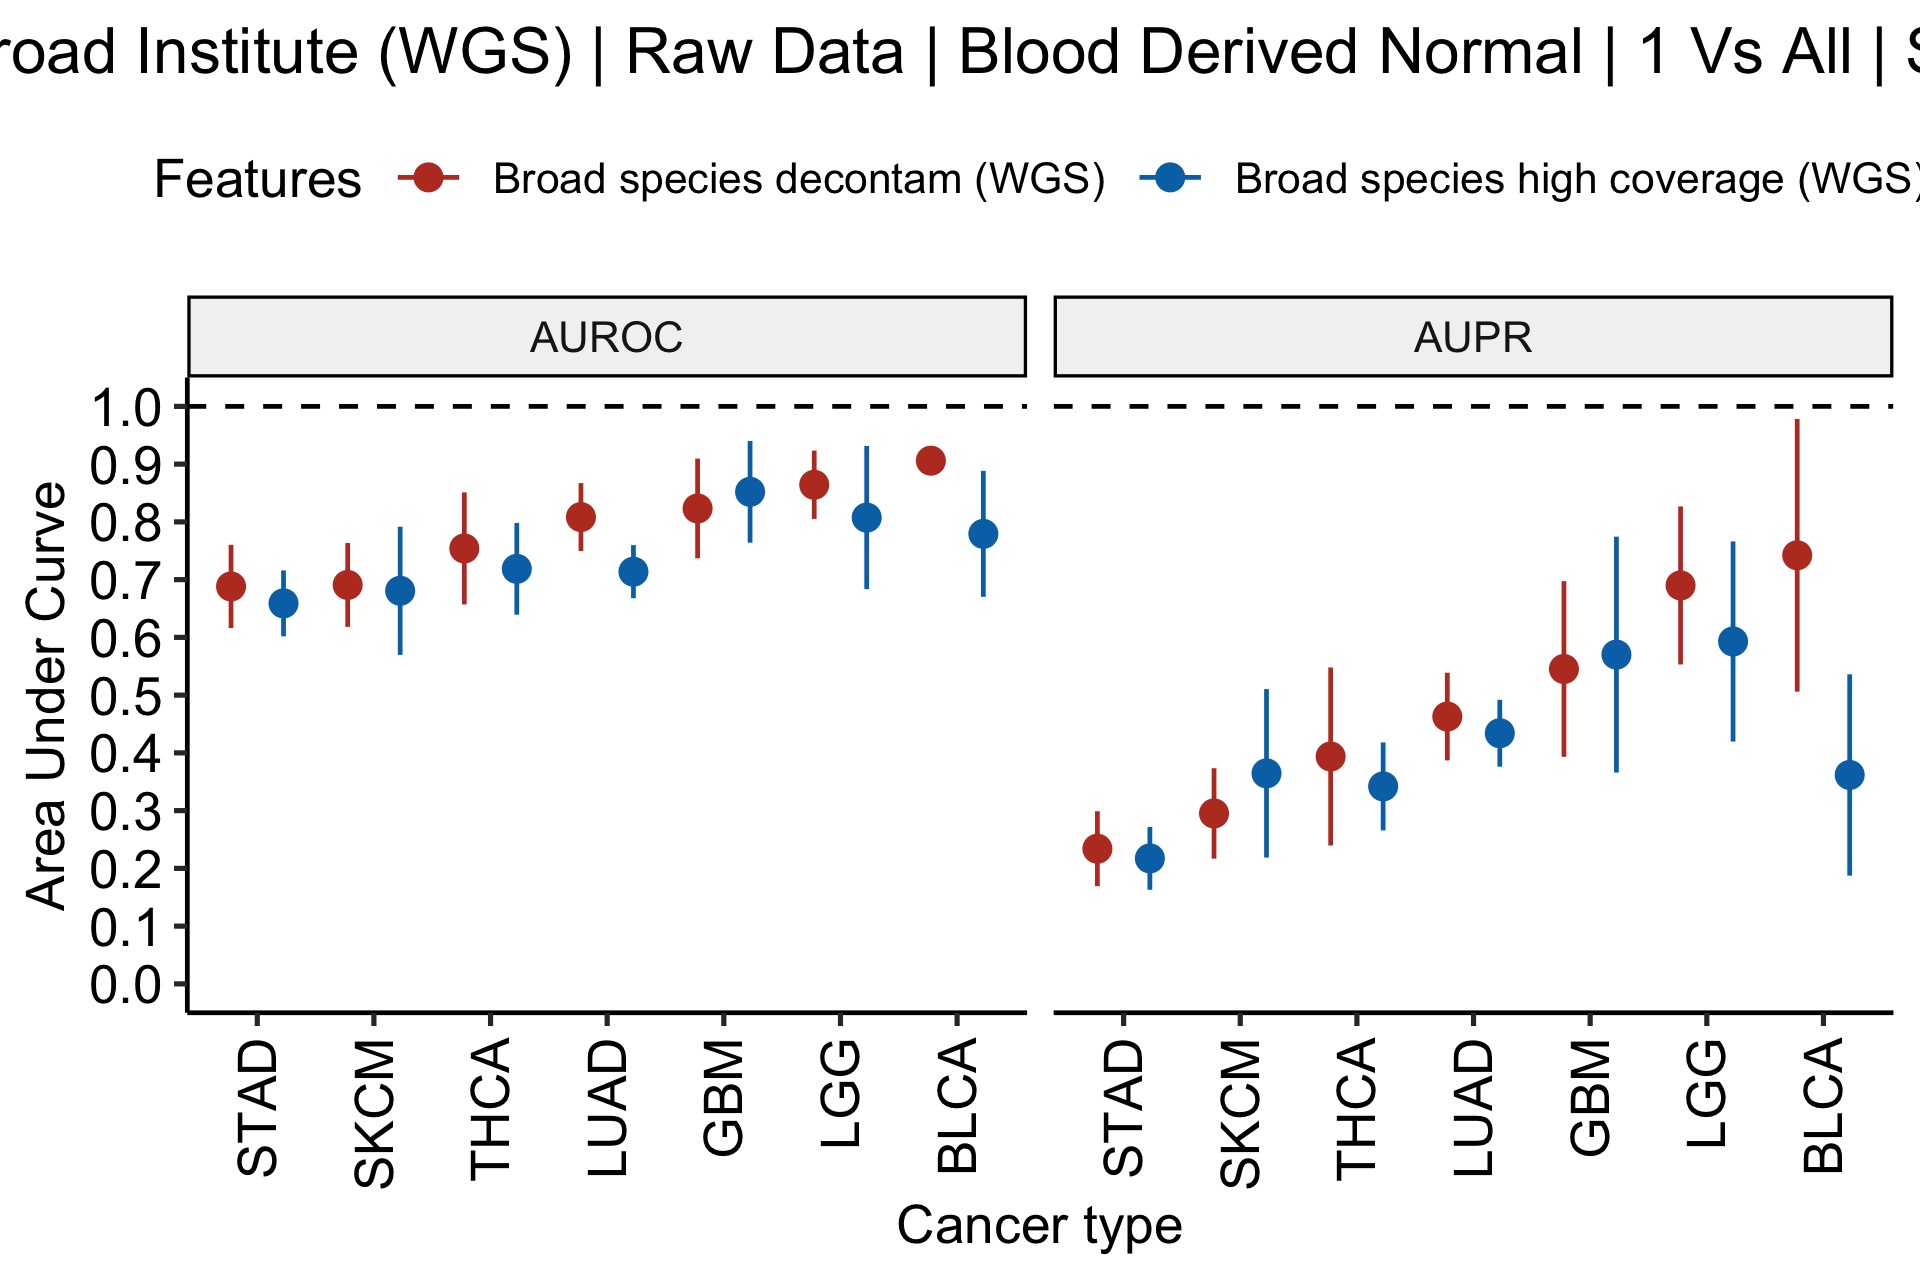 road Institute (WGS) | Raw Data | Blood Derived Normal | 1 Vs All | S
Features Broad species decontam (WGS) Broad species high coverage (WGS)
AUROC AUPR
1.0
0.9
0.8
0.7
0.6
0.5
0.4
0.3
0.2
0.1
0.0
Area Under Curve
STAD SKCM THCA LUAD GBM LGG BLCA STAD SKCM THCA LUAD GBM LGG BLCA
Cancer type